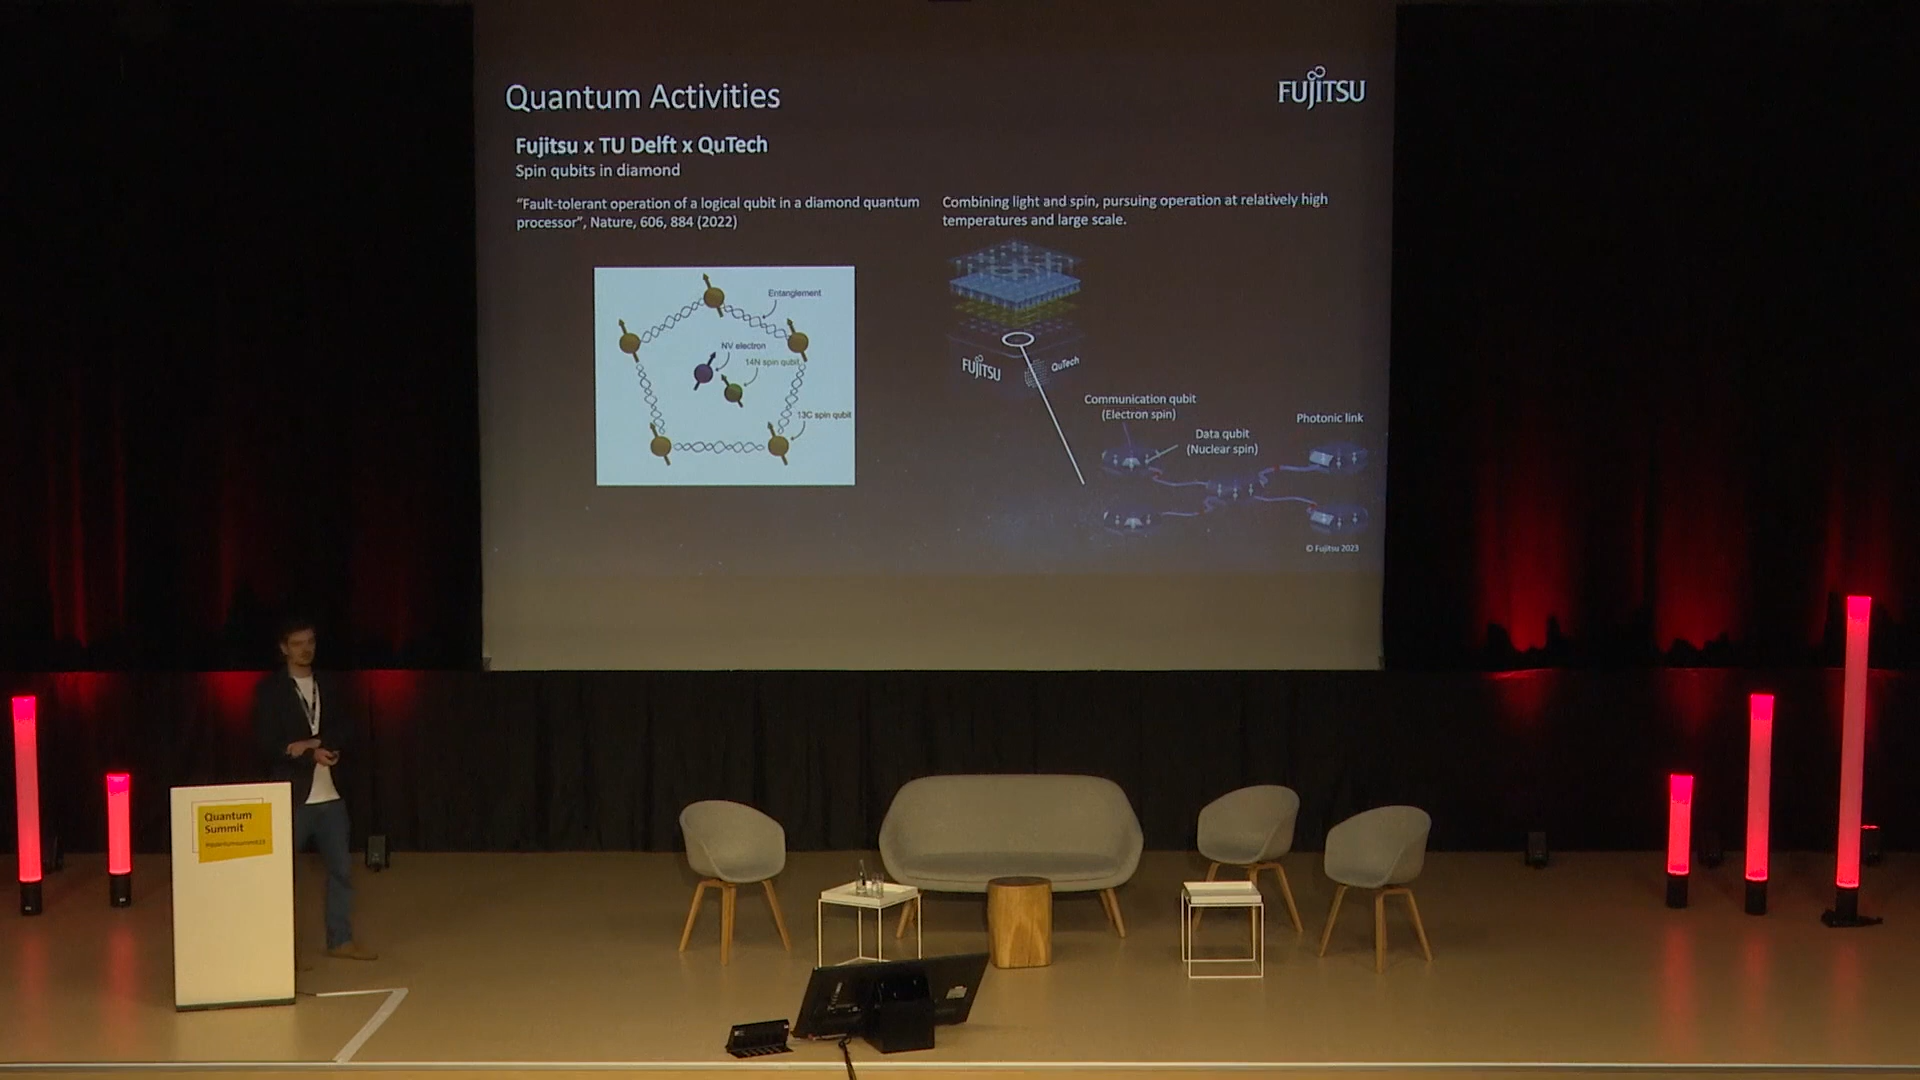 Quantum Activities
FUJITSU
Fujitsu x TU Delft x QuTech
Spin qubits in diamond
“Fault-tolerant operation of a logical qubit in a diamond quantum
processor”, Nature, 606, 884 (2022)
Combining light and spin, pursuing operation at relatively high
temperatures and large scale.
Entanglement
NV electron
14N spin qubit
13C spin qubit
FUJITSU
QuTech
Communication qubit
(Electron spin)
Data qubit
(Nuclear spin)
Photonic link
© Fujitsu 2023
Quantum
Summit
#quantumsummit23